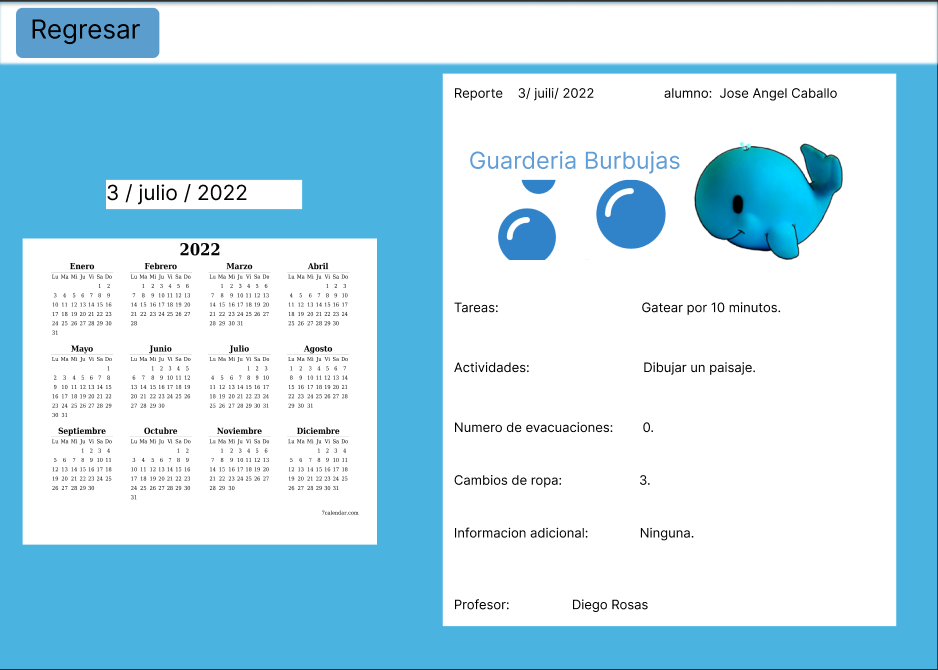 Regresar
3 / julio / 2022
2022
Enero Febrero Marzo Abril
Lu Ma Mi Ju Vi Sa Do Lu Ma Mi Ju Vi Sa Do Lu Ma Mi Ju Vi Sa Do Lu Ma Mi Ju Vi Sa Do
1 2 1 2 3 4 5 6 1 2 3 4 5 6 1 2 3
3 4 5 6 7 8 9 7 8 9 10 11 12 13 7 8 9 10 11 12 13 4 5 6 7 8 9 10
10 11 12 13 14 15 16 14 15 16 17 18 19 20 14 15 16 17 18 19 20 11 12 13 14 15 16 17
17 18 19 20 21 22 23 21 22 23 24 25 26 27 21 22 23 24 25 26 27 18 19 20 21 22 23 24
24 25 26 27 28 29 30 28 28 29 30 31 25 26 27 28 29 30
31
Mayo Junio Julio Agosto
Lu Ma Mi Ju Vi Sa Do Lu Ma Mi Ju Vi Sa Do Lu Ma Mi Ju Vi Sa Do Lu Ma Mi Ju Vi Sa Do
1 1 2 3 4 5 1 2 3 1 2 3 4 5 6 7
2 3 4 5 6 7 8 6 7 8 9 10 11 12 4 5 6 7 8 9 10 8 9 10 11 12 13 14
9 10 11 12 13 14 15 13 14 15 16 17 18 19 11 12 13 14 15 16 17 15 16 17 18 19 20 21
16 17 18 19 20 21 22 20 21 22 23 24 25 26 18 19 20 21 22 23 24 22 23 24 25 26 27 28
23 24 25 26 27 28 29 27 28 29 30 25 26 27 28 29 30 31 29 30 31
30 31
Septiembre Octubre Noviembre Diciembre
Lu Ma Mi Ju Vi Sa Do Lu Ma Mi Ju Vi Sa Do Lu Ma Mi Ju Vi Sa Do Lu Ma Mi Ju Vi Sa Do
1 2 3 4 1 2 1 2 3 4 5 6 1 2 3 4
5 6 7 8 9 10 11 3 4 5 6 7 8 9 7 8 9 10 11 12 13 5 6 7 8 9 10 11
12 13 14 15 16 17 18 10 11 12 13 14 15 16 14 15 16 17 18 19 20 12 13 14 15 16 17 18
19 20 21 22 23 24 25 17 18 19 20 21 22 23 21 22 23 24 25 26 27 19 20 21 22 23 24 25
26 27 28 29 30 24 25 26 27 28 29 30 28 29 30 26 27 28 29 30 31
31
7calendar.com
Reporte 3/ juili/ 2022 alumno: Jose Angel Caballo
Guarderia Burbujas
Tareas: Gatear por 10 minutos.
Actividades: Dibujar un paisaje.
Numero de evacuaciones: 0.
Cambios de ropa: 3.
Informacion adicional: Ninguna.
Profesor: Diego Rosas